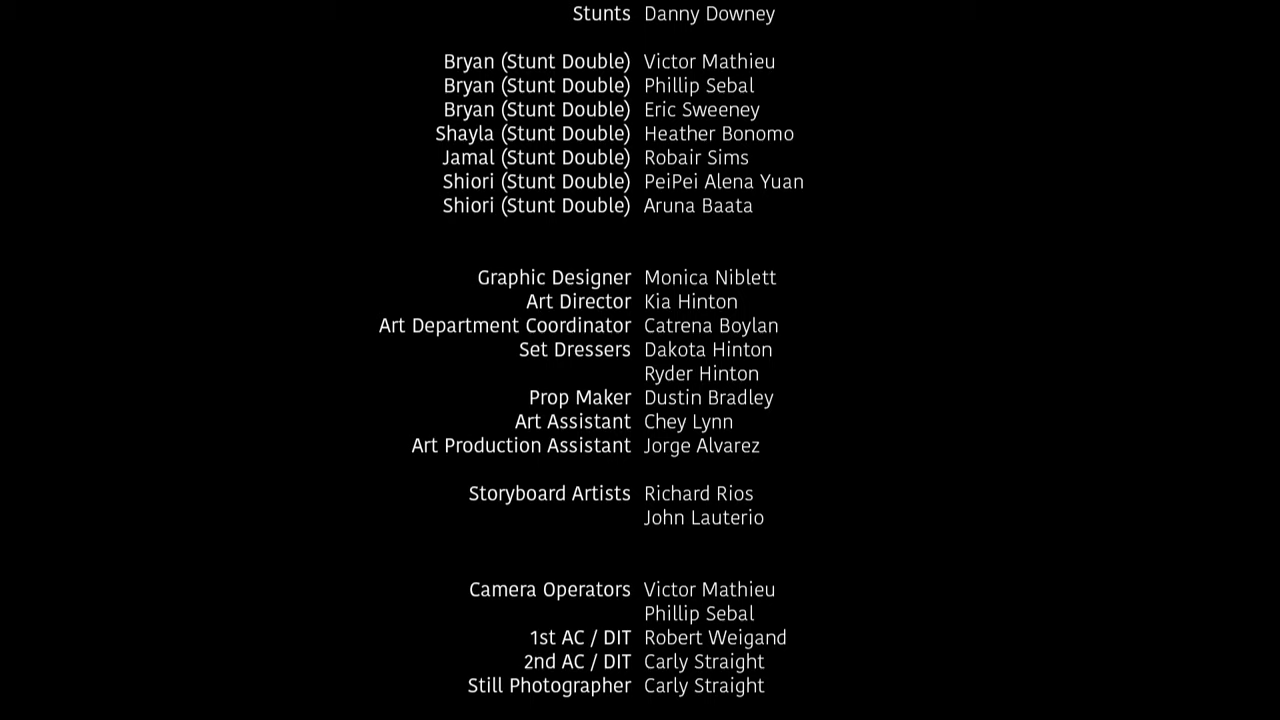 Stunts Danny Downey
Bryan (Stunt Double) Victor Mathieu
Bryan (Stunt Double) Phillip Sebal
Bryan (Stunt Double) Eric Sweeney
Shayla (Stunt Double) Heather Bonomo
Jamal (Stunt Double) Robair Sims
Shiori (Stunt Double) PeiPei Alena Yuan
Shiori (Stunt Double) Aruna Baata
Graphic Designer Monica Niblett
Art Director Kia Hinton
Art Department Coordinator Catrena Boylan
Set Dressers Dakota Hinton
Ryder Hinton
Prop Maker Dustin Bradley
Art Assistant Chey Lynn
Art Production Assistant Jorge Alvarez
Storyboard Artists Richard Rios
John Lauterio
Camera Operators Victor Mathieu
Phillip Sebal
1st AC / DIT Robert Weigand
2nd AC / DIT Carly Straight
Still Photographer Carly Straight